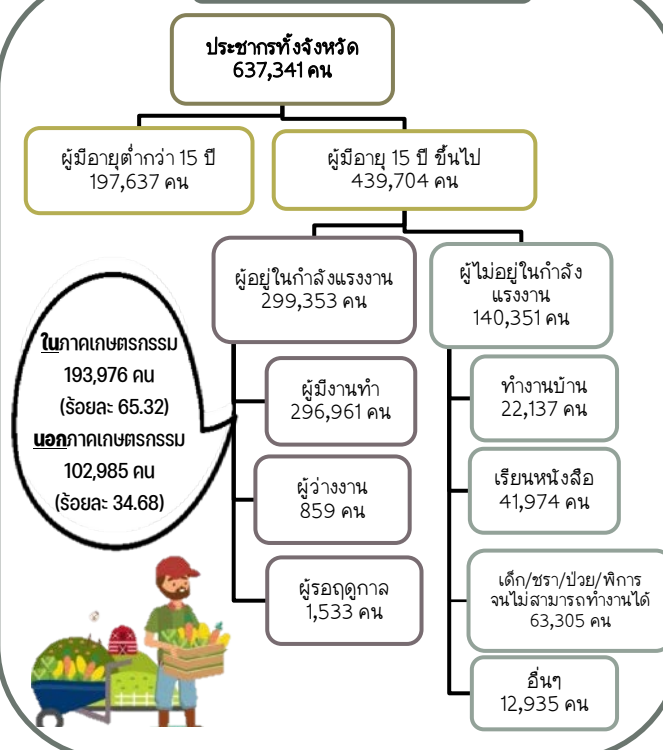 ประชากรทั้งจังหวัด
637,341 คน
ผู้มีอายุต่ำกว่า 15 ปี
197,637 คน
ผู้มีอายุ 15 ปี ขึ้นไป
439,704 คน
ผู้อยู่ในกำลังแรงงาน
299,353 คน
ผู้ไม่อยู่ในกำลัง
แรงงาน
140,351 คน
ในภาคเกษตรกรรม
193,976 คน
(ร้อยละ 65.32)
นอกภาคเกษตรกรรม
102,985 คน
(ร้อยละ 34.68)
ผู้มีงานทำ
296,961 คน
ผู้ว่างงาน
859 คน
ผู้รอฤดูกาล
1,533 คน
ทำงานบ้าน
22,137 คน
เรียนหนังสือ
41,974 คน
เด็ก/ชรา/ป่วย/พิการ
จนไม่สามารถทำงานได้
63,305 คน
อื่นๆ
12,935 คน